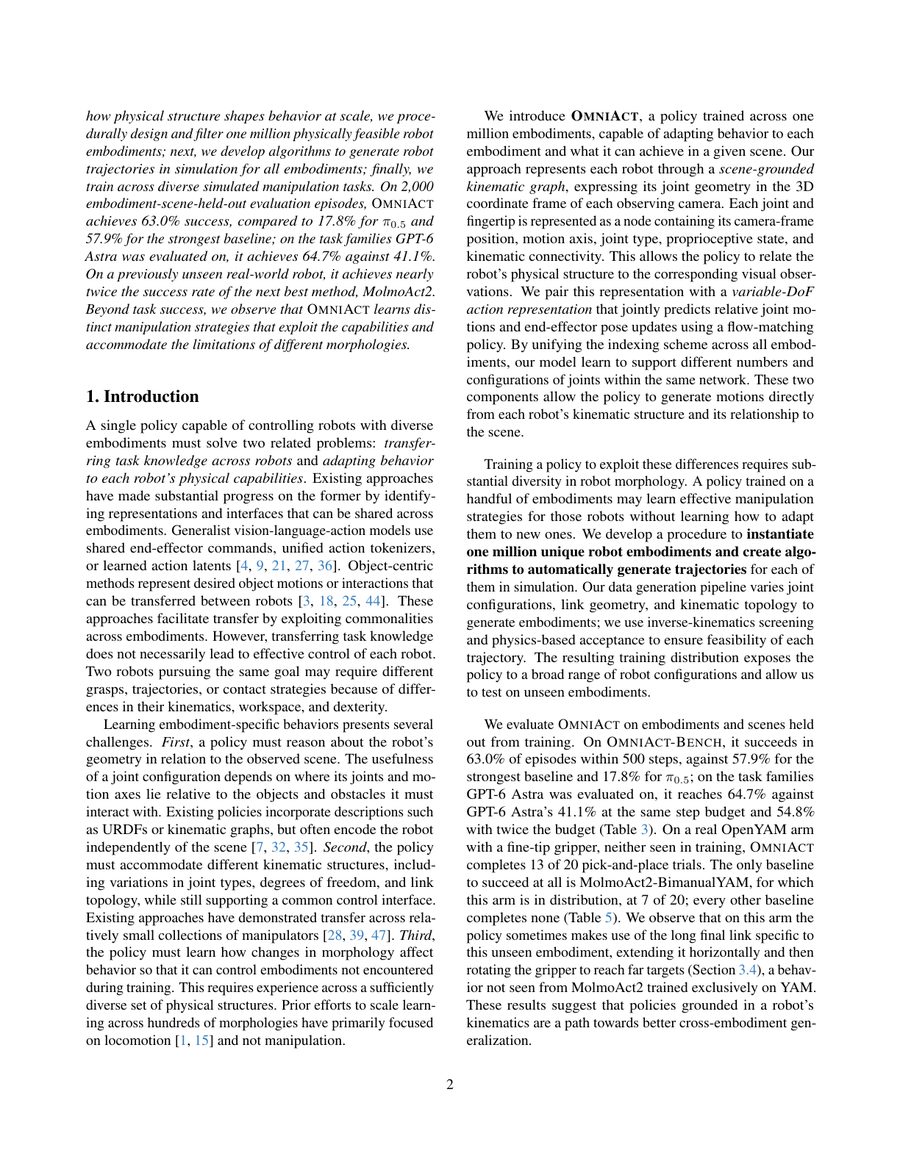 how physical structure shapes behavior at scale, we proce-
durally design and filter one million physically feasible robot
embodiments; next, we develop algorithms to generate robot
trajectories in simulation for all embodiments; finally, we
train across diverse simulated manipulation tasks. On 2,000
embodiment-scene-held-out evaluation episodes, OMNIACT
achieves 63.0% success, compared to 17.8% for π0.5 and
57.9% for the strongest baseline; on the task families GPT-6
Astra was evaluated on, it achieves 64.7% against 41.1%.
On a previously unseen real-world robot, it achieves nearly
twice the success rate of the next best method, MolmoAct2.
Beyond task success, we observe that OMNIACT learns dis-
tinct manipulation strategies that exploit the capabilities and
accommodate the limitations of different morphologies.
1. Introduction
A single policy capable of controlling robots with diverse
embodiments must solve two related problems: transfer-
ring task knowledge across robots and adapting behavior
to each robot's physical capabilities. Existing approaches
have made substantial progress on the former by identify-
ing representations and interfaces that can be shared across
embodiments. Generalist vision-language-action models use
shared end-effector commands, unified action tokenizers,
or learned action latents [4, 9, 21, 27, 36]. Object-centric
methods represent desired object motions or interactions that
can be transferred between robots [3, 18, 25, 44]. These
approaches facilitate transfer by exploiting commonalities
across embodiments. However, transferring task knowledge
does not necessarily lead to effective control of each robot.
Two robots pursuing the same goal may require different
grasps, trajectories, or contact strategies because of differ-
ences in their kinematics, workspace, and dexterity.
Learning embodiment-specific behaviors presents several
challenges. First, a policy must reason about the robot's
geometry in relation to the observed scene. The usefulness
of a joint configuration depends on where its joints and mo-
tion axes lie relative to the objects and obstacles it must
interact with. Existing policies incorporate descriptions such
as URDFs or kinematic graphs, but often encode the robot
independently of the scene [7, 32, 35]. Second, the policy
must accommodate different kinematic structures, includ-
ing variations in joint types, degrees of freedom, and link
topology, while still supporting a common control interface.
Existing approaches have demonstrated transfer across rela-
tively small collections of manipulators [28, 39, 47]. Third,
the policy must learn how changes in morphology affect
behavior so that it can control embodiments not encountered
during training. This requires experience across a sufficiently
diverse set of physical structures. Prior efforts to scale learn-
ing across hundreds of morphologies have primarily focused
on locomotion [1, 15] and not manipulation.
We introduce OMNIACT, a policy trained across one
million embodiments, capable of adapting behavior to each
embodiment and what it can achieve in a given scene. Our
approach represents each robot through a scene-grounded
kinematic graph, expressing its joint geometry in the 3D
coordinate frame of each observing camera. Each joint and
fingertip is represented as a node containing its camera-frame
position, motion axis, joint type, proprioceptive state, and
kinematic connectivity. This allows the policy to relate the
robot's physical structure to the corresponding visual obser-
vations. We pair this representation with a variable-DoF
action representation that jointly predicts relative joint mo-
tions and end-effector pose updates using a flow-matching
policy. By unifying the indexing scheme across all embod-
iments, our model learn to support different numbers and
configurations of joints within the same network. These two
components allow the policy to generate motions directly
from each robot's kinematic structure and its relationship to
the scene.
Training a policy to exploit these differences requires sub-
stantial diversity in robot morphology. A policy trained on a
handful of embodiments may learn effective manipulation
strategies for those robots without learning how to adapt
them to new ones. We develop a procedure to instantiate
one million unique robot embodiments and create algo-
rithms to automatically generate trajectories for each of
them in simulation. Our data generation pipeline varies joint
configurations, link geometry, and kinematic topology to
generate embodiments; we use inverse-kinematics screening
and physics-based acceptance to ensure feasibility of each
trajectory. The resulting training distribution exposes the
policy to a broad range of robot configurations and allow us
to test on unseen embodiments.
We evaluate OMNIACT on embodiments and scenes held
out from training. On OMNIACT-BENCH, it succeeds in
63.0% of episodes within 500 steps, against 57.9% for the
strongest baseline and 17.8% for π0.5; on the task families
GPT-6 Astra was evaluated on, it reaches 64.7% against
GPT-6 Astra's 41.1% at the same step budget and 54.8%
with twice the budget (Table 3). On a real OpenYAM arm
with a fine-tip gripper, neither seen in training, OMNIACT
completes 13 of 20 pick-and-place trials. The only baseline
to succeed at all is MolmoAct2-BimanualYAM, for which
this arm is in distribution, at 7 of 20; every other baseline
completes none (Table 5). We observe that on this arm the
policy sometimes makes use of the long final link specific to
this unseen embodiment, extending it horizontally and then
rotating the gripper to reach far targets (Section 3.4), a behav-
ior not seen from MolmoAct2 trained exclusively on YAM.
These results suggest that policies grounded in a robot's
kinematics are a path towards better cross-embodiment gen-
eralization.
2